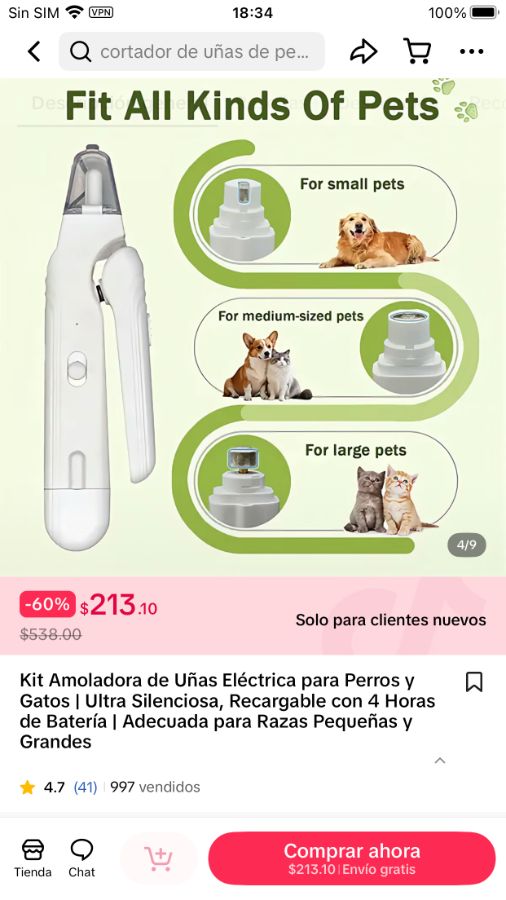 Sin SIM VPN 18:34 100%
cortador de uñas de pe...
Fit All Kinds Of Pets
For small pets
For medium-sized pets
For large pets
4/9
-60% $213.10
$538.00
Solo para clientes nuevos
Kit Amoladora de Uñas Eléctrica para Perros y
Gatos | Ultra Silenciosa, Recargable con 4 Horas
de Batería | Adecuada para Razas Pequeñas y
Grandes
4.7 (41) 997 vendidos
Tienda
Chat
Comprar ahora
$213.10 | Envío gratis